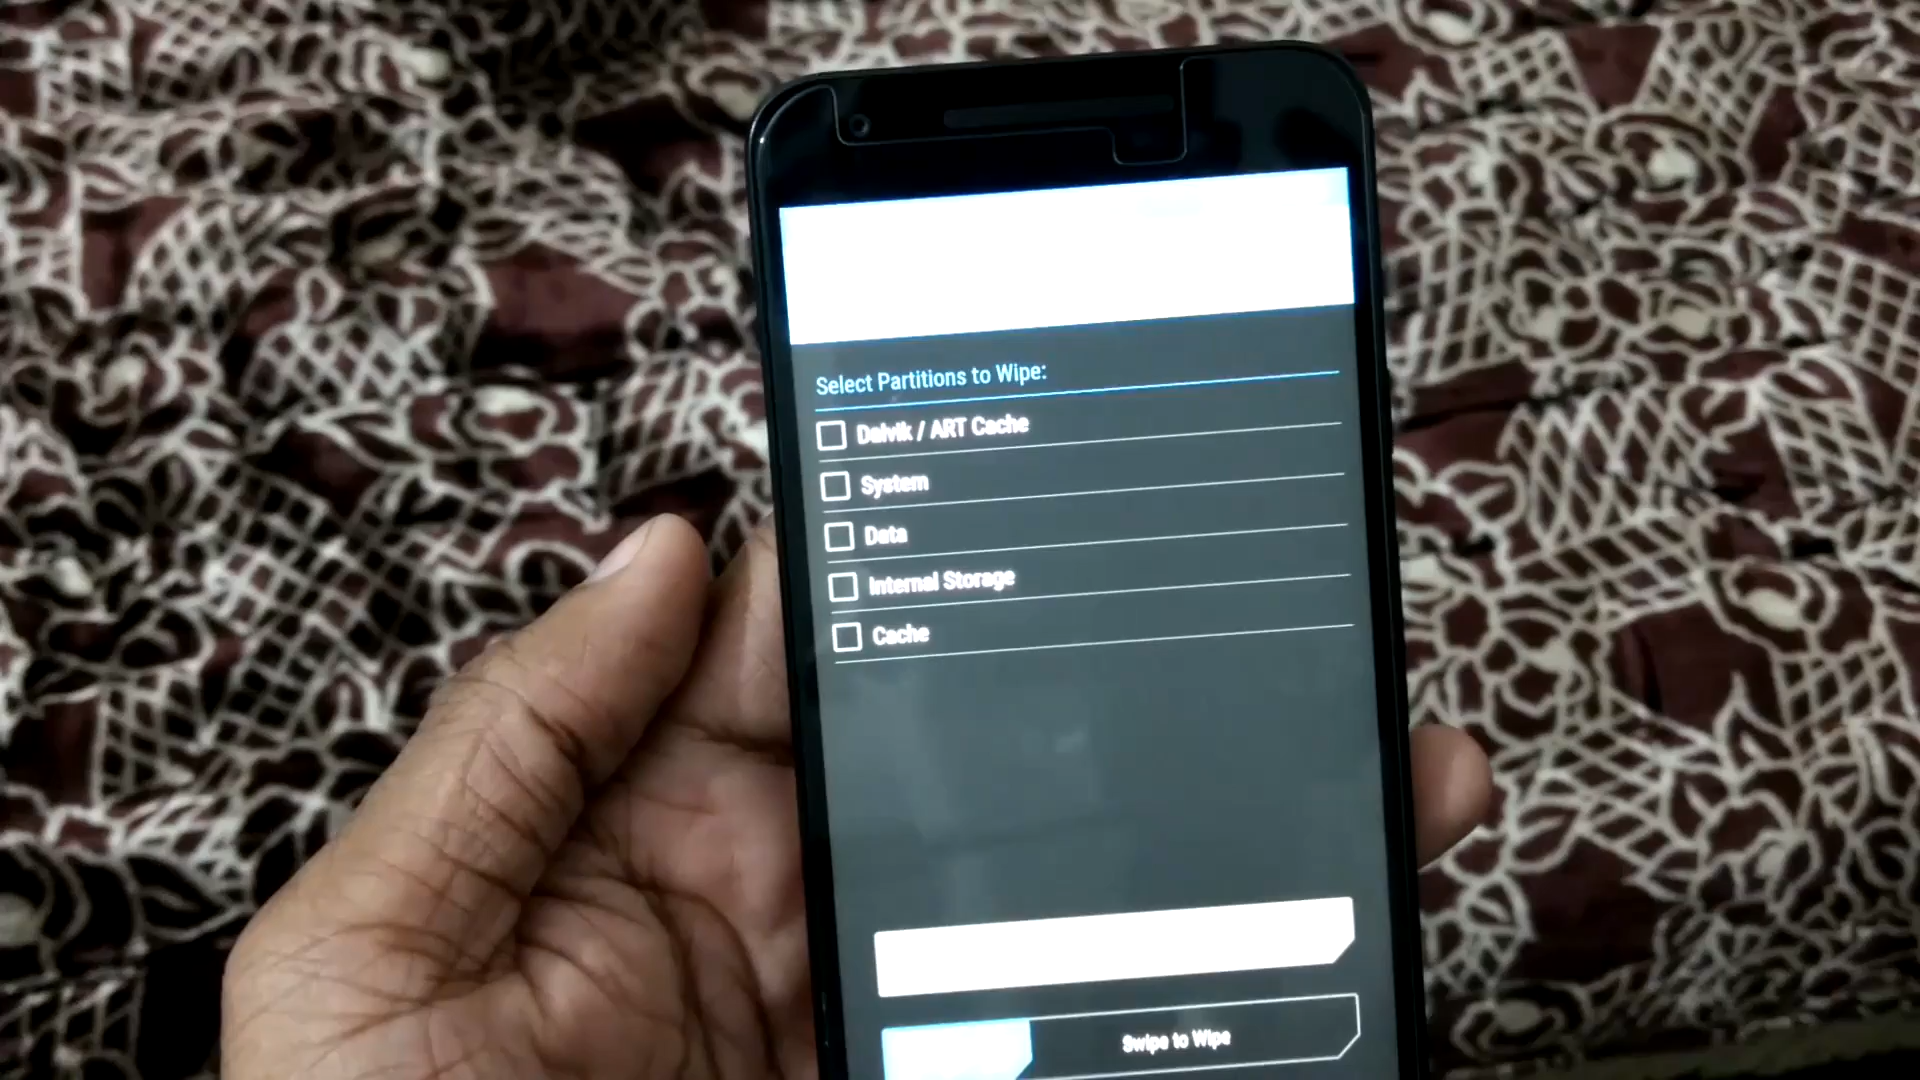 Select Partitions to Wipe:
Dalvik / ART Cache
System
Data
Internal Storage
Cache
Swipe to Wipe